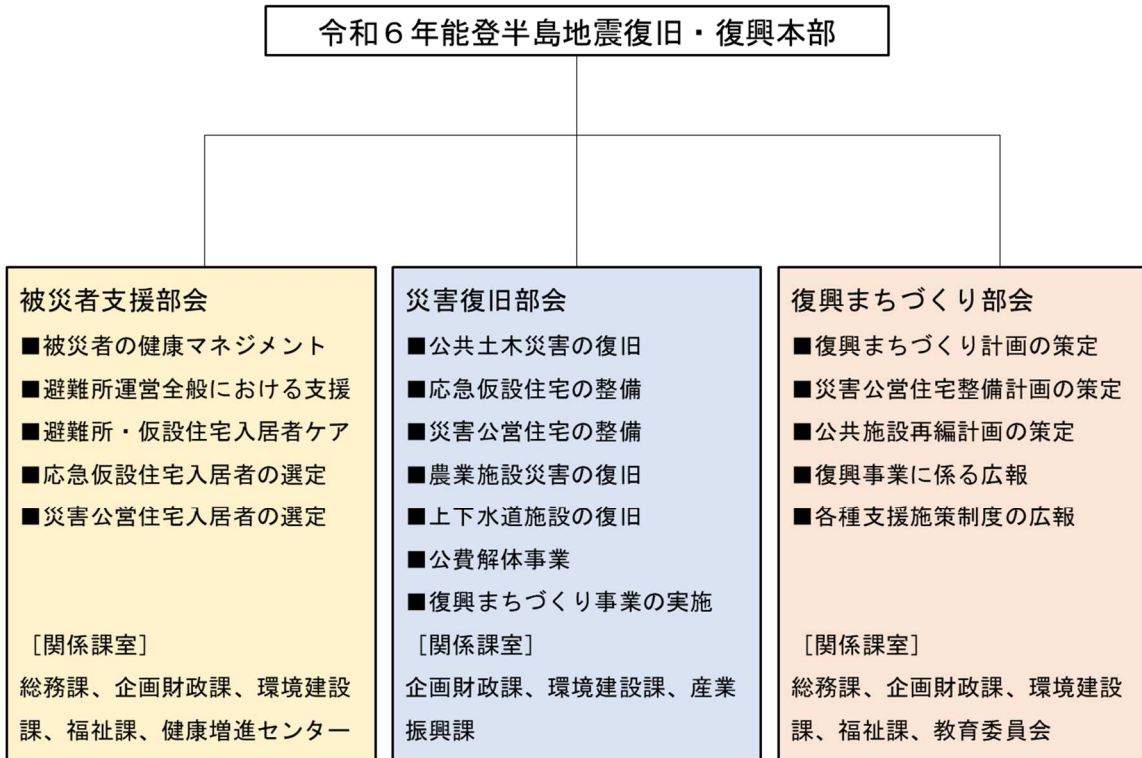 令和６年能登半島地震復旧・復興本部
被災者支援部会
■被災者の健康マネジメント
■避難所運営全般における支援
■避難所・仮設住宅入居者ケア
■応急仮設住宅入居者の選定
■災害公営住宅入居者の選定
［関係課室］
総務課、企画財政課、環境建設
課、福祉課、健康増進センター
災害復旧部会
■公共土木災害の復旧
■応急仮設住宅の整備
■災害公営住宅の整備
■農業施設災害の復旧
■上下水道施設の復旧
■公費解体事業
■復興まちづくり事業の実施
［関係課室］
企画財政課、環境建設課、産業
振興課
復興まちづくり部会
■復興まちづくり計画の策定
■災害公営住宅整備計画の策定
■公共施設再編計画の策定
■復興事業に係る広報
■各種支援施策制度の広報
［関係課室］
総務課、企画財政課、環境建設
課、福祉課、教育委員会